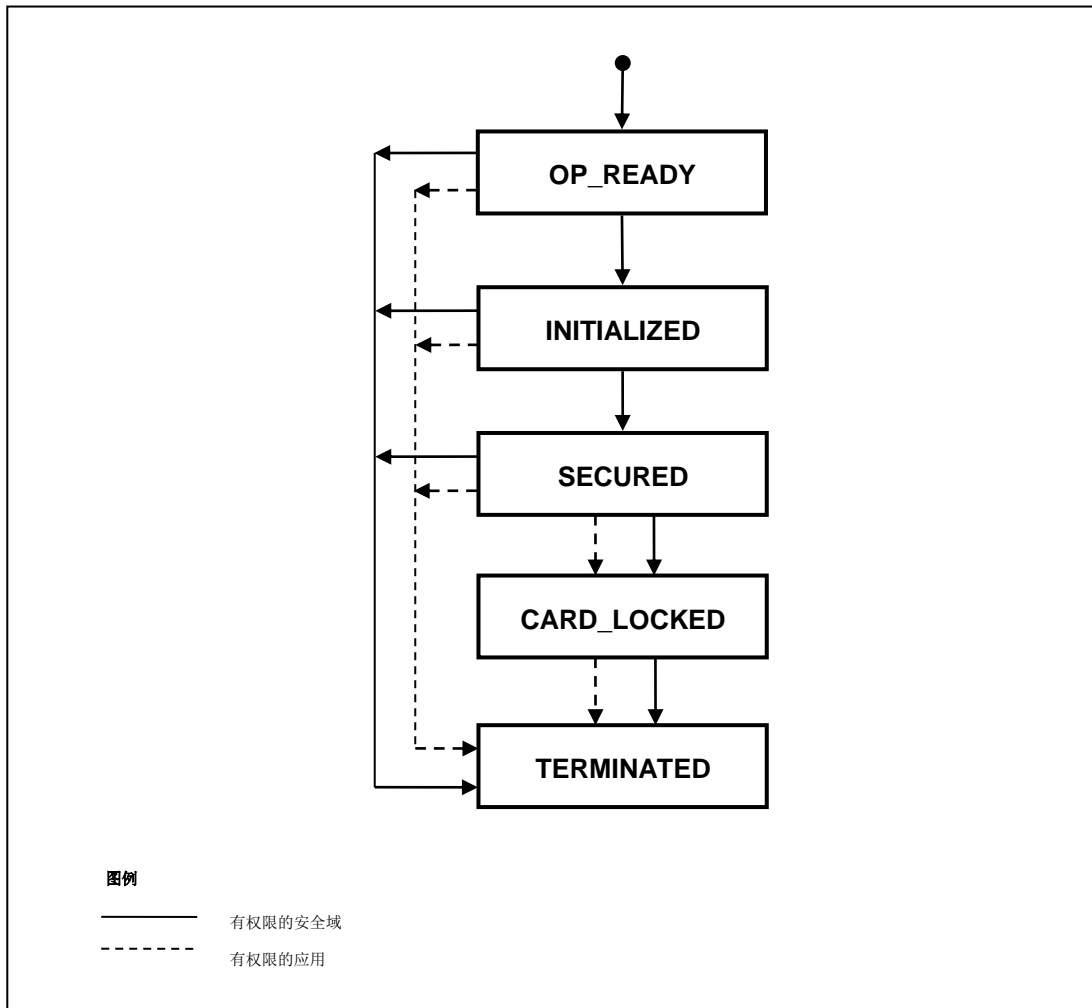 OP_READY
INITIALIZED
SECURED
CARD_LOCKED
TERMINATED
图例
有权限的安全域
有权限的应用